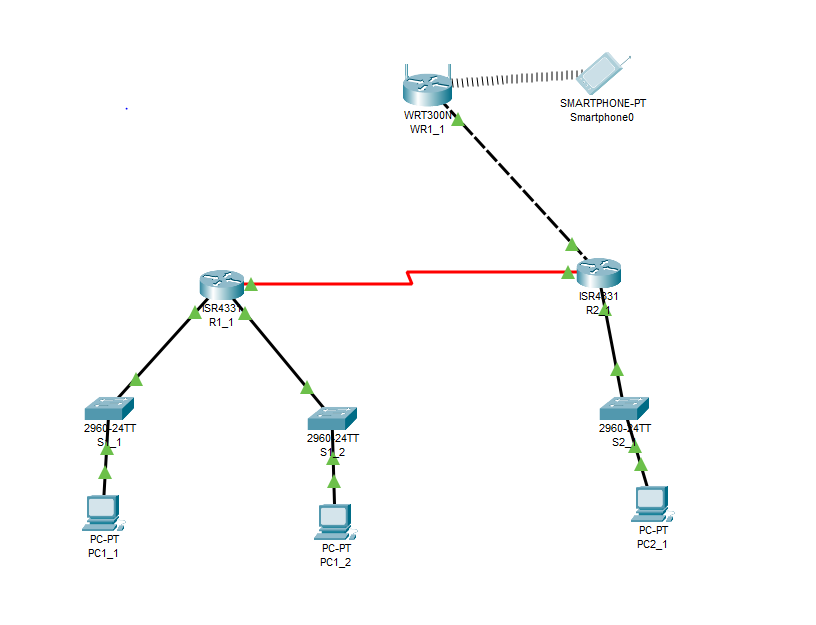 WRT300N
WR1_1
SMARTPHONE-PT
Smartphone0
ISR4331
R1_1
ISR4331
R2_1
2960-24TT
S1_1
2960-24TT
S1_2
2960-24TT
S2_1
PC-PT
PC1_1
PC-PT
PC1_2
PC-PT
PC2_1